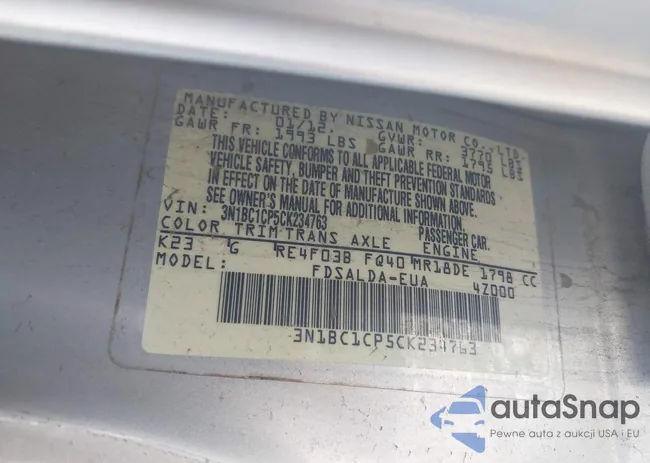 MANUFACTURED BY NISSAN MOTOR CO., LTD.
DATE: 01/12. GVWR: 3770 LBS
GAWR FR: 1993 LBS GAWR RR: 1795 LBS
THIS VEHICLE CONFORMS TO ALL APPLICABLE FEDERAL MOTOR
VEHICLE SAFETY, BUMPER AND THEFT PREVENTION STANDARDS
IN EFFECT ON THE DATE OF MANUFACTURE SHOWN ABOVE.
SEE OWNER'S MANUAL FOR ADDITIONAL INFORMATION
VIN: 3N1BC1CP5CK234763 PASSENGER CAR.
COLOR TRIM TRANS AXLE ENGINE
K23 G RE4F03B FQ40 MR18DE 1798 CC
MODEL: FDSALDA-EUA 4Z000
3N1BC1CP5CK234763
autoSnap
Pewne auta z aukcji USA i EU